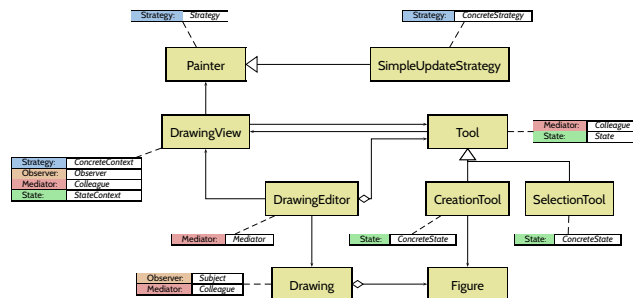 Strategy: Strategy
Strategy: ConcreteStrategy
Painter
SimpleUpdateStrategy
DrawingView
Tool
Mediator: Colleague
State: State
Strategy: ConcreteContext
Observer: Observer
Mediator: Colleague
State: StateContext
DrawingEditor
CreationTool
SelectionTool
Mediator: Mediator
State: ConcreteState
State: ConcreteState
Observer: Subject
Mediator: Colleague
Drawing
Figure